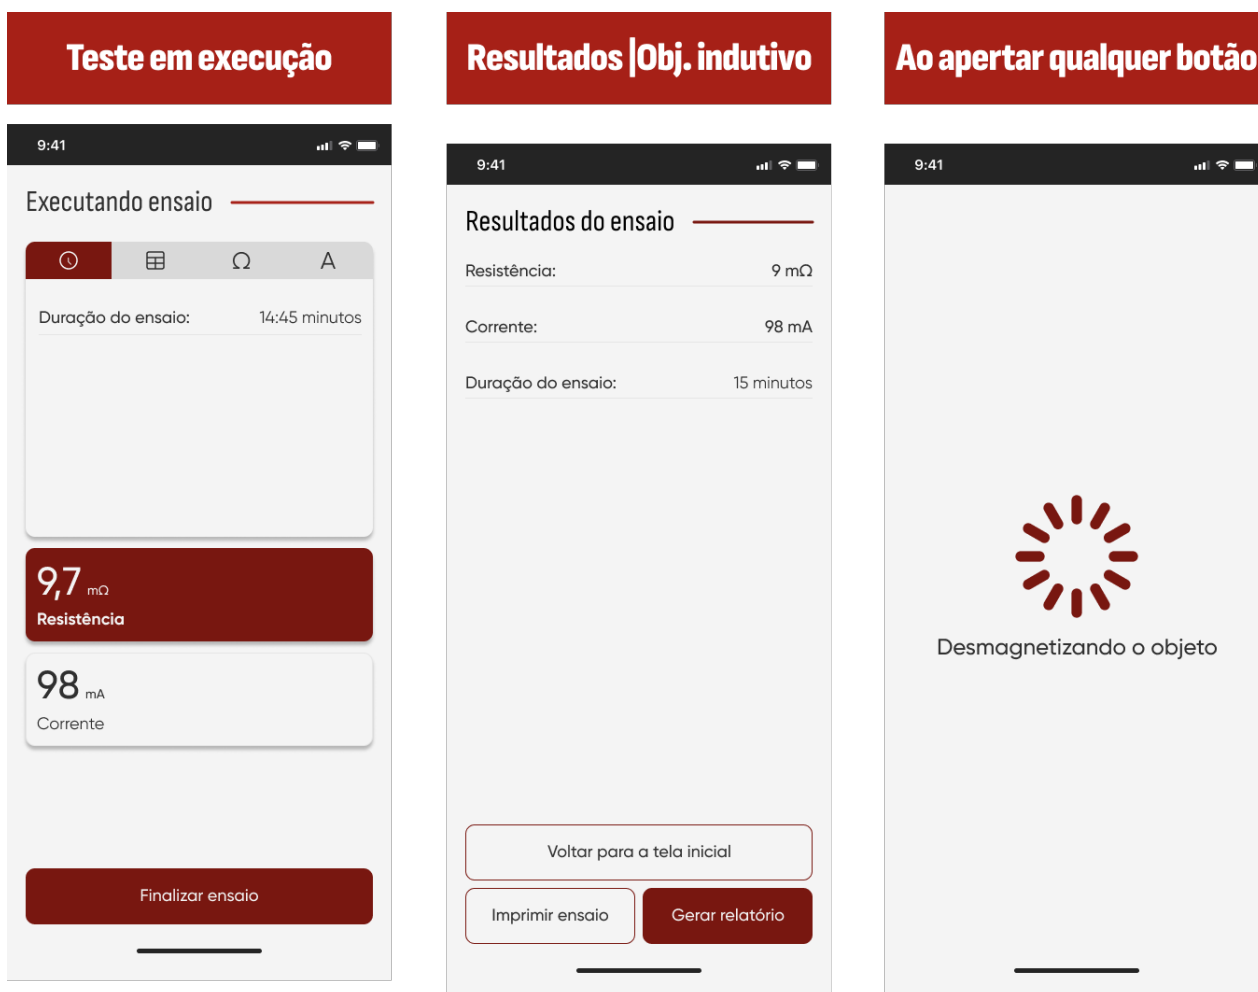 Teste em execução
9:41
Executando ensaio
Ω A
Duração do ensaio: 14:45 minutos
9,7 mΩ
Resistência
98 mA
Corrente
Finalizar ensaio
Resultados |Obj. indutivo
9:41
Resultados do ensaio
Resistência: 9 mΩ
Corrente: 98 mA
Duração do ensaio: 15 minutos
Voltar para a tela inicial
Imprimir ensaio Gerar relatório
Ao apertar qualquer botão
9:41
Desmagnetizando o objeto